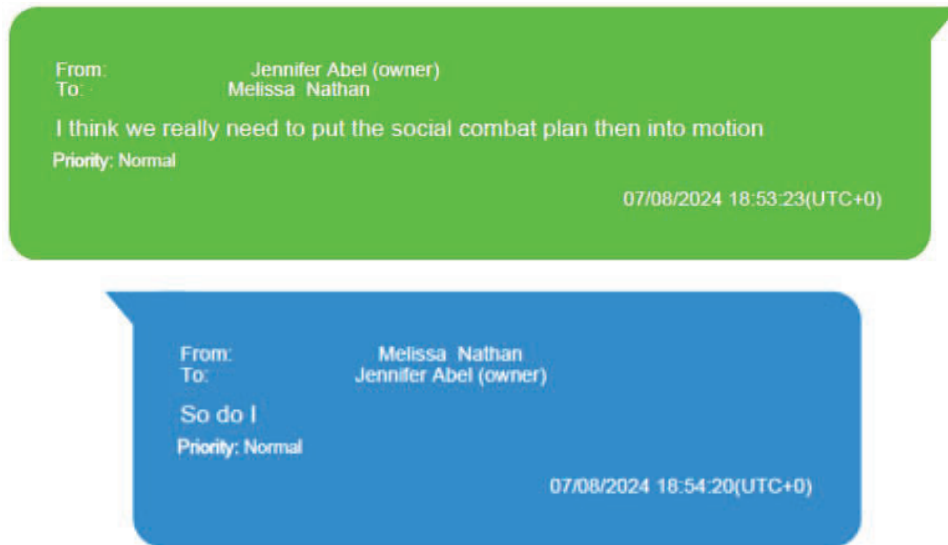 From: Jennifer Abel (owner)
To: Melissa Nathan
I think we really need to put the social combat plan then into motion
Priority: Normal
07/08/2024 18:53:23(UTC+0)
From: Melissa Nathan
To: Jennifer Abel (owner)
So do I
Priority: Normal
07/08/2024 18:54:20(UTC+0)